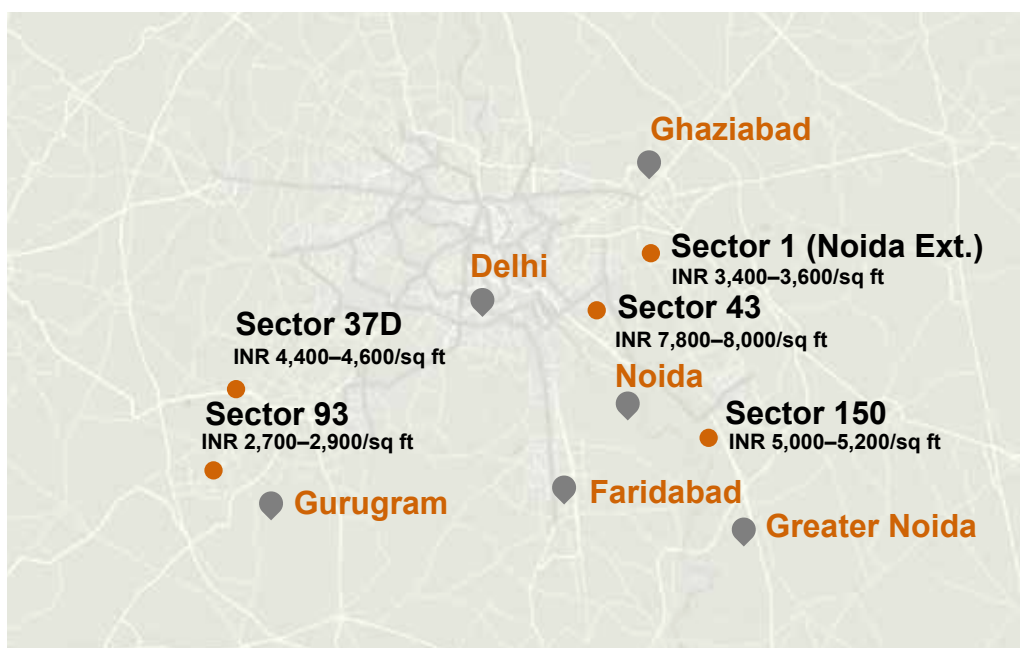 Ghaziabad
Sector 1 (Noida Ext.)
INR 3,400–3,600/sq ft
Delhi
Sector 43
INR 7,800–8,000/sq ft
Sector 37D
INR 4,400–4,600/sq ft
Noida
Sector 93
INR 2,700–2,900/sq ft
Sector 150
INR 5,000–5,200/sq ft
Gurugram
Faridabad
Greater Noida